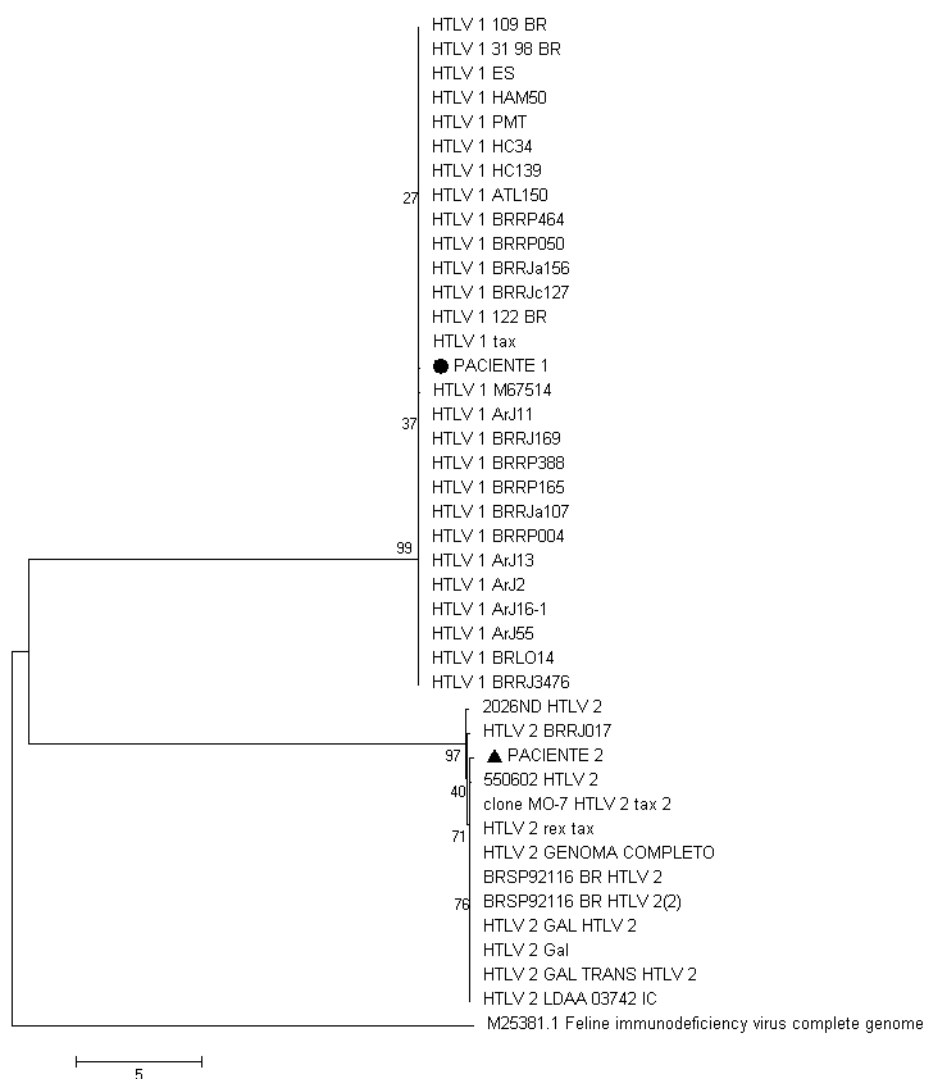 HTLV 1 109 BR
HTLV 1 31 98 BR
HTLV 1 ES
HTLV 1 HAM50
HTLV 1 PMT
HTLV 1 HC34
HTLV 1 HC139
HTLV 1 ATL150
27
HTLV 1 BRRP464
HTLV 1 BRRP050
HTLV 1 BRRJa156
HTLV 1 BRRJc127
HTLV 1 122 BR
HTLV 1 tax
PACIENTE 1
HTLV 1 M67514
HTLV 1 ArJ11
37
HTLV 1 BRRJ169
HTLV 1 BRRP388
HTLV 1 BRRP165
HTLV 1 BRRJa107
HTLV 1 BRRP004
99
HTLV 1 ArJ13
HTLV 1 ArJ2
HTLV 1 ArJ16-1
HTLV 1 ArJ55
HTLV 1 BRLO14
HTLV 1 BRRJ3476
2026ND HTLV 2
HTLV 2 BRRJ017
97 PACIENTE 2
550602 HTLV 2
40
clone MO-7 HTLV 2 tax 2
HTLV 2 rex tax
71
HTLV 2 GENOMA COMPLETO
BRSP92116 BR HTLV 2
76 BRSP92116 BR HTLV 2(2)
HTLV 2 GAL HTLV 2
HTLV 2 Gal
HTLV 2 GAL TRANS HTLV 2
HTLV 2 LDAA 03742 IC
M25381.1 Feline immunodeficiency virus complete genome
5